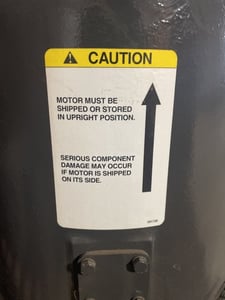 CAUTION
MOTOR MUST BE
SHIPPED OR STORED
IN UPRIGHT POSITION.
SERIOUS COMPONENT
DAMAGE MAY OCCUR
IF MOTOR IS SHIPPED
ON ITS SIDE.